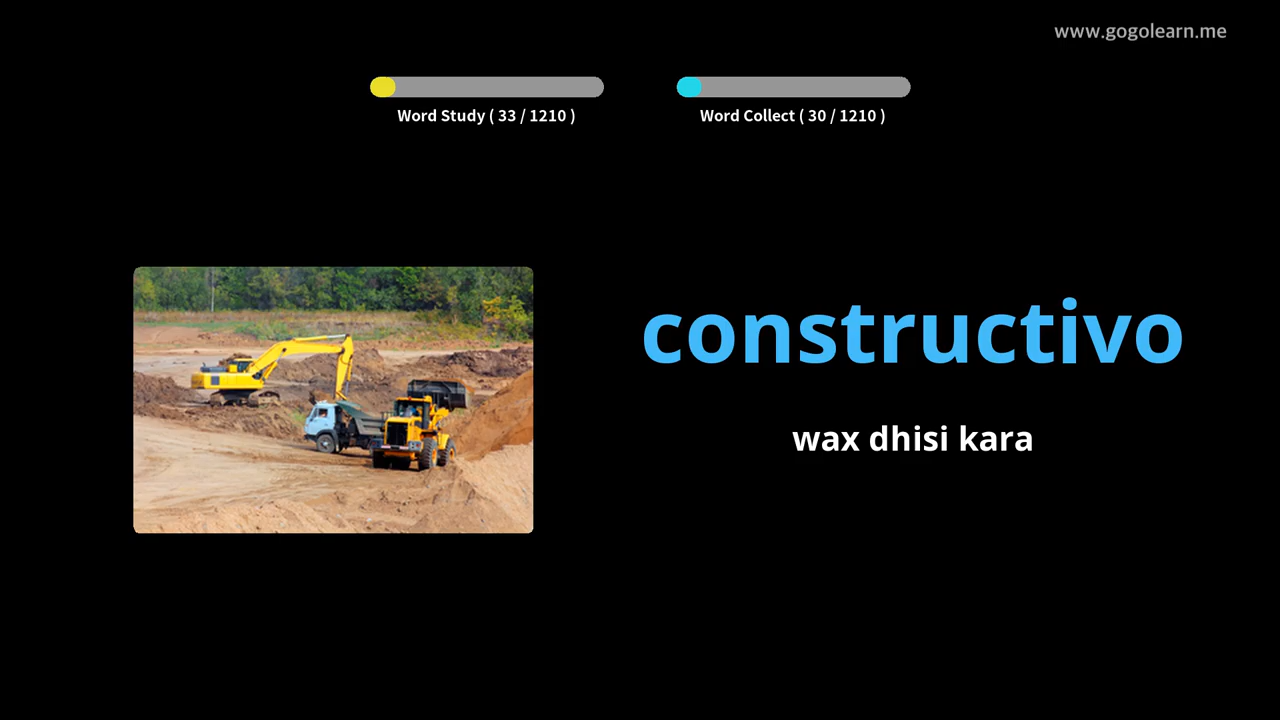 www.gogolearn.me
Word Study ( 33 / 1210 )
Word Collect ( 30 / 1210 )
constructivo
wax dhisi kara